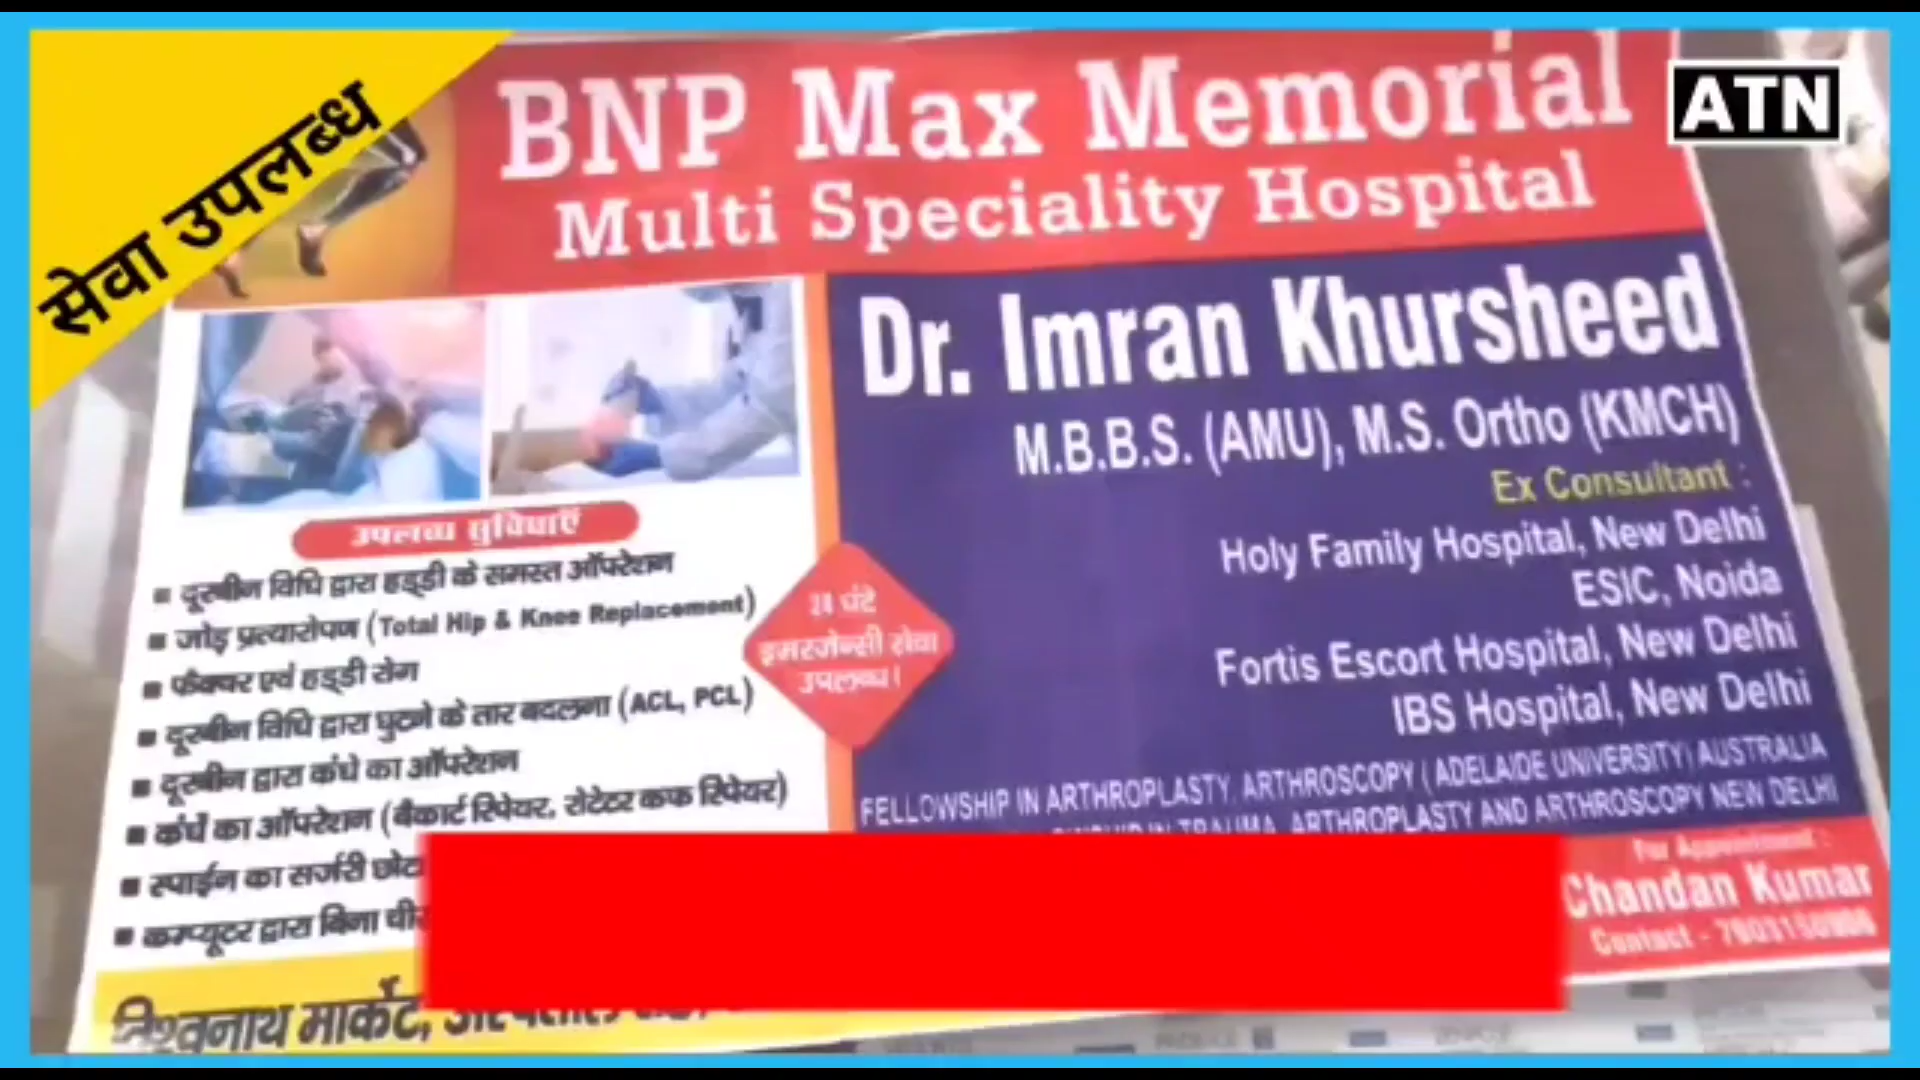 सेवा उपलब्ध
ATN
BNP Max Memorial
Multi Speciality Hospital
Dr. Imran Khursheed
M.B.B.S. (AMU), M.S. Ortho (KMCH)
Ex Consultant :
Holy Family Hospital, New Delhi
ESIC, Noida
Fortis Escort Hospital, New Delhi
IBS Hospital, New Delhi
FELLOWSHIP IN ARTHROPLASTY, ARTHROSCOPY ( ADELAIDE UNIVERSITY) AUSTRALIA
IN TRAUMA, ARTHROPLASTY AND ARTHROSCOPY NEW DELHI
उपलब्ध सुविधाएँ
■ दूरबीन विधि द्वारा हड्डी के समस्त ऑपरेशन
■ जोड़ प्रत्यारोपण (Total Hip & Knee Replacement)
■ फ्रैक्चर एवं हड्डी रोग
■ दूरबीन विधि द्वारा घुटने के तार बदलना (ACL, PCL)
■ दूरबीन द्वारा कंधे का ऑपरेशन
■ कंधे का ऑपरेशन (बैंकार्ट रिपेयर, रोटेटर कफ रिपेयर)
■ स्पाईन का सर्जरी
■ कम्प्यूटर द्वारा बिना
24 घंटे
इमरजेन्सी सेवा
उपलब्ध।
For Appointment :
Chandan Kumar
Contact -
विश्वनाथ मार्केट,